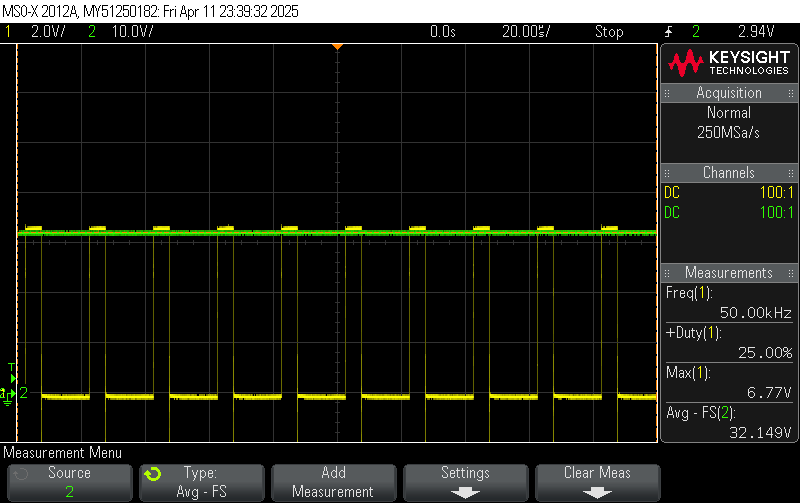 MSO-X 2012A, MY51250182: Fri Apr 11 23:39:32 2025
1 2.0V/ 2 10.0V/ 0.0s 20.00㎲/ Stop 2 2.94V
KEYSIGHT
TECHNOLOGIES
Acquisition
Normal
250MSa/s
Channels
DC 100:1
DC 100:1
Measurements
Freq(1):
50.00kHz
+Duty(1):
25.00%
Max(1):
6.77V
Avg - FS(2):
32.149V
T
2
Measurement Menu
Source
2
Type:
Avg - FS
Add
Measurement
Settings
Clear Meas